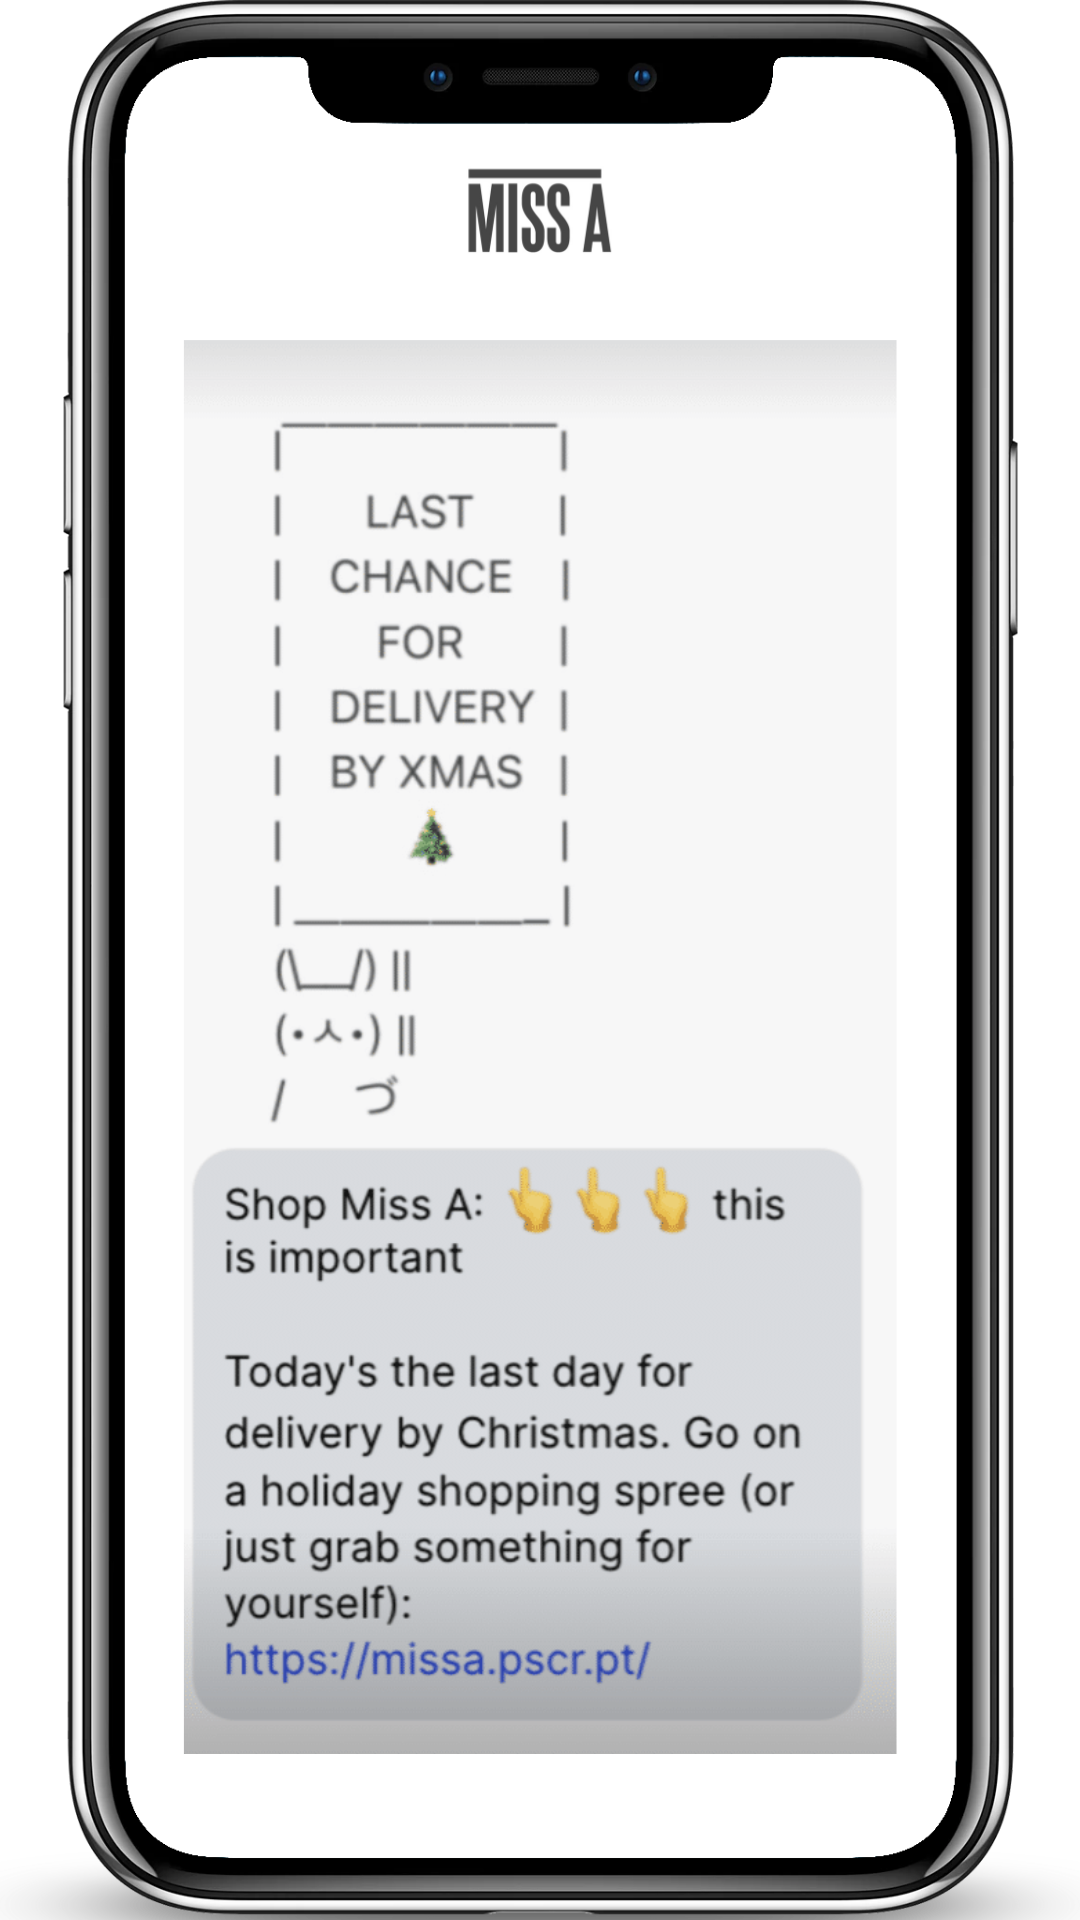 MISS A
|‾‾‾‾‾‾|
| LAST |
| CHANCE |
| FOR |
| DELIVERY |
| BY XMAS |
| 🎄 |
|______|
(\__/) ||
(•ㅅ•) ||
/ づ
Shop Miss A: 👆 👆 👆 this
is important
Today's the last day for
delivery by Christmas. Go on
a holiday shopping spree (or
just grab something for
yourself):
https://missa.pscr.pt/